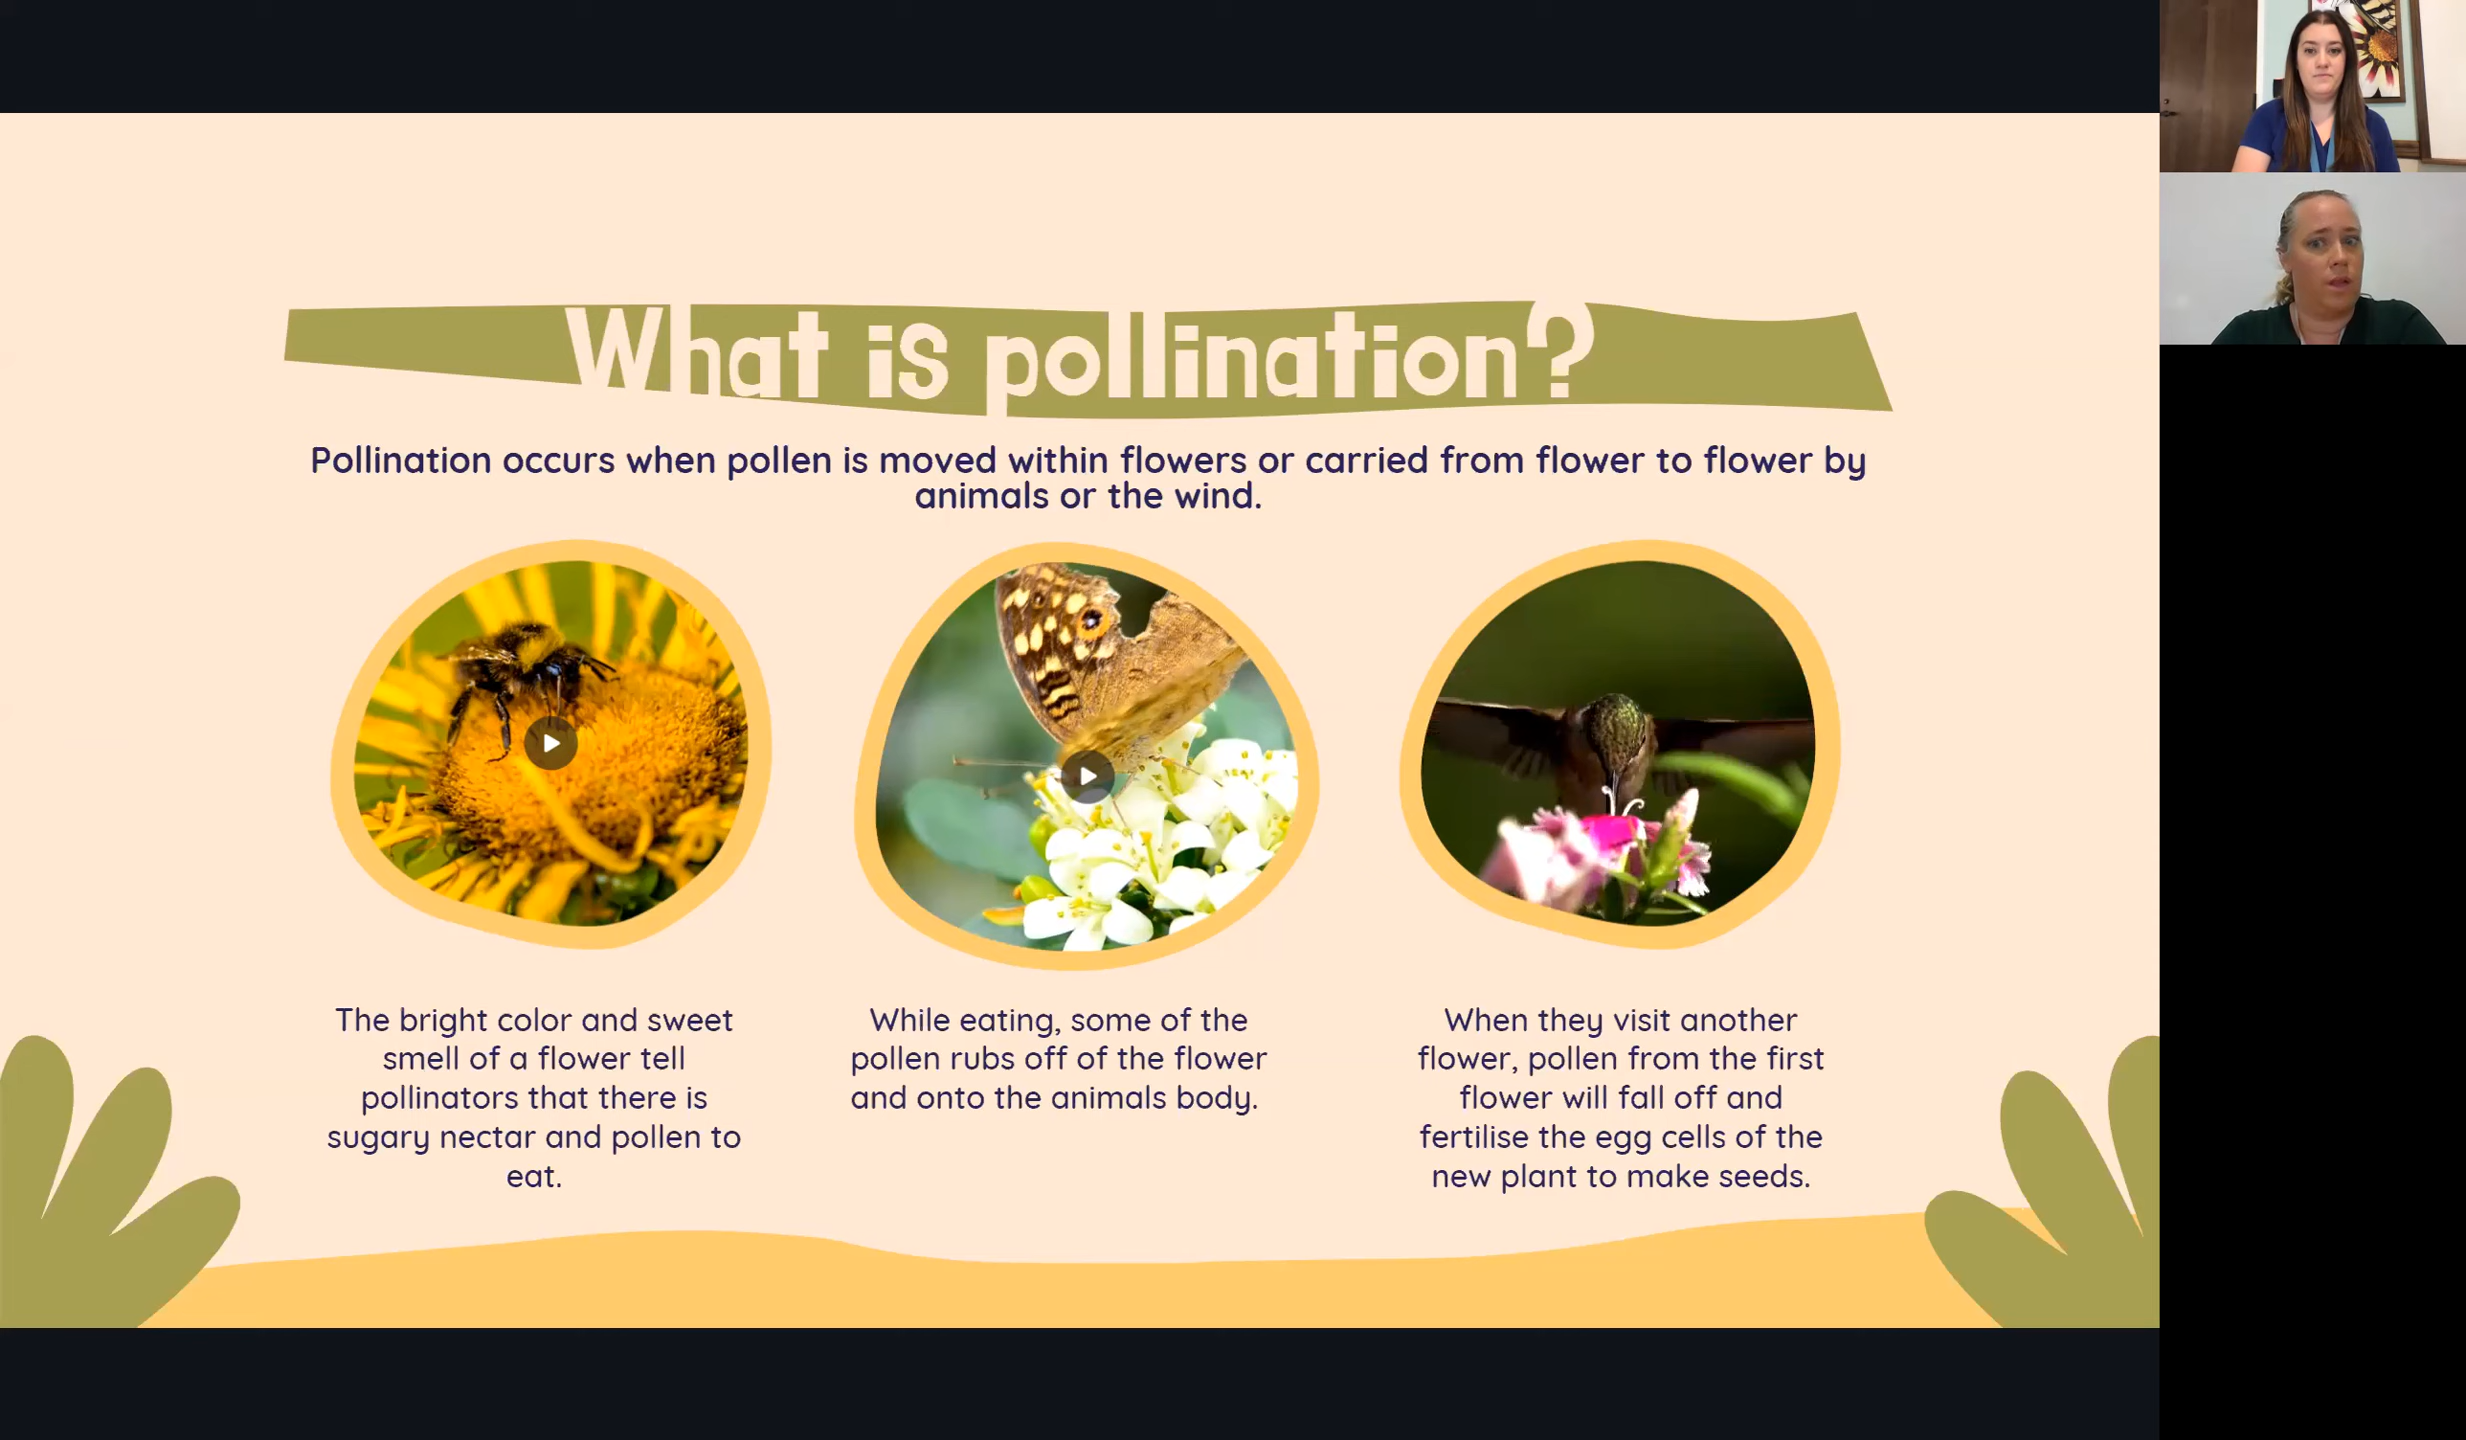 What is pollination?
Pollination occurs when pollen is moved within flowers or carried from flower to flower by
animals or the wind.
The bright color and sweet
smell of a flower tell
pollinators that there is
sugary nectar and pollen to
eat.
While eating, some of the
pollen rubs off of the flower
and onto the animals body.
When they visit another
flower, pollen from the first
flower will fall off and
fertilise the egg cells of the
new plant to make seeds.